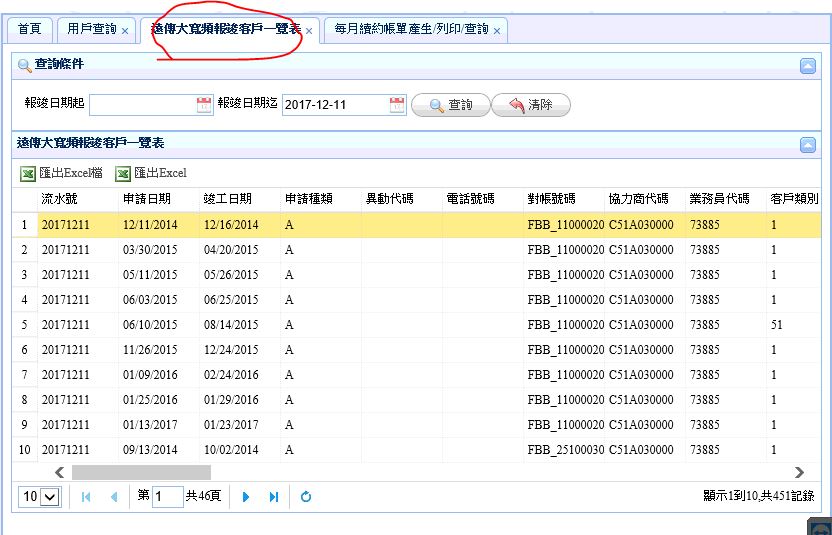 首頁 用戶查詢 × 遠傳大寬頻報竣客戶一覽表 × 每月續約帳單產生/列印/查詢 ×
查詢條件
報竣日期起 報竣日期迄 2017-12-11 查詢 清除
遠傳大寬頻報竣客戶一覽表
匯出Excel檔 匯出Excel
流水號 申請日期 竣工日期 申請種類 異動代碼 電話號碼 對帳號碼 協力商代碼 業務員代碼 客戶類別
1 20171211 12/11/2014 12/16/2014 A FBB_11000020 C51A030000 73885 1
2 20171211 03/30/2015 04/20/2015 A FBB_11000020 C51A030000 73885 1
3 20171211 05/11/2015 05/26/2015 A FBB_11000020 C51A030000 73885 1
4 20171211 06/03/2015 06/25/2015 A FBB_11000020 C51A030000 73885 1
5 20171211 06/10/2015 08/14/2015 A FBB_11000020 C51A030000 73885 51
6 20171211 11/26/2015 12/24/2015 A FBB_11000020 C51A030000 73885 1
7 20171211 01/09/2016 02/24/2016 A FBB_11000020 C51A030000 73885 1
8 20171211 01/25/2016 01/29/2016 A FBB_11000020 C51A030000 73885 1
9 20171211 01/13/2017 01/23/2017 A FBB_11000020 C51A030000 73885 1
10 20171211 09/13/2014 10/02/2014 A FBB_25100030 C51A030000 73885 1
10 第 1 共46頁 顯示1到10,共451記錄